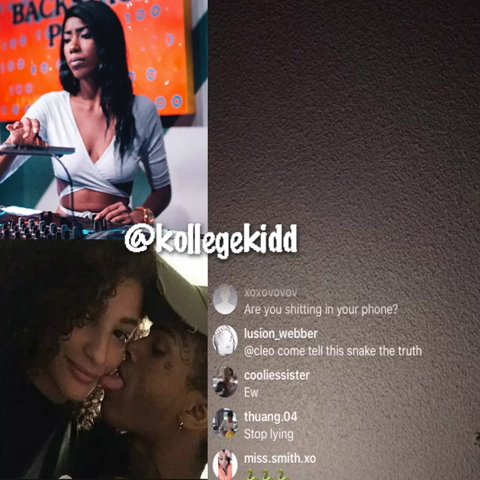 BACKS
P
@kollegekidd
xoxovovov
Are you shitting in your phone?
lusion_webber
@cleo come tell this snake the truth
cooliessister
Ew
thuang.04
Stop lying
miss.smith.xo
🐍🐍🐍